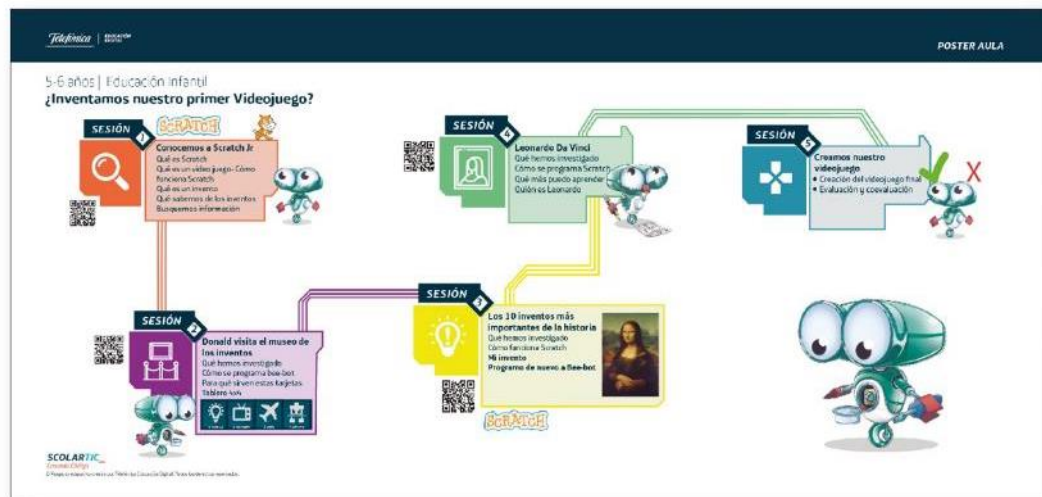 Telefónica | EDUCACIÓN DIGITAL
POSTER AULA
5-6 años | Educación Infantil
¿Inventamos nuestro primer Videojuego?
SESIÓN 1
SCRATCH
Conocemos a Scratch Jr
Qué es Scratch
Qué es un videojuego- Cómo
funciona Scratch
Qué es un invento
Qué sabemos de los inventos
Busquemos información
SESIÓN 2
Donald visita el museo de
los inventos
Qué hemos investigado
Cómo se programa bee-bot
Para qué sirven estas tarjetas
Tablero 4x4
SESIÓN 3
Los 10 inventos más
importantes de la historia
Qué hemos investigado
Cómo funciona Scratch
Mi invento
Programo de nuevo a Bee-bot
SCRATCH
SESIÓN 4
Leonardo Da Vinci
Qué hemos investigado
Cómo se programa Scratch
Qué más puedo aprender
Quién es Leonardo
SESIÓN 5
Creamos nuestro
videojuego
• Creación del videojuego final
• Evaluación y coevaluación
SCOLARTIC